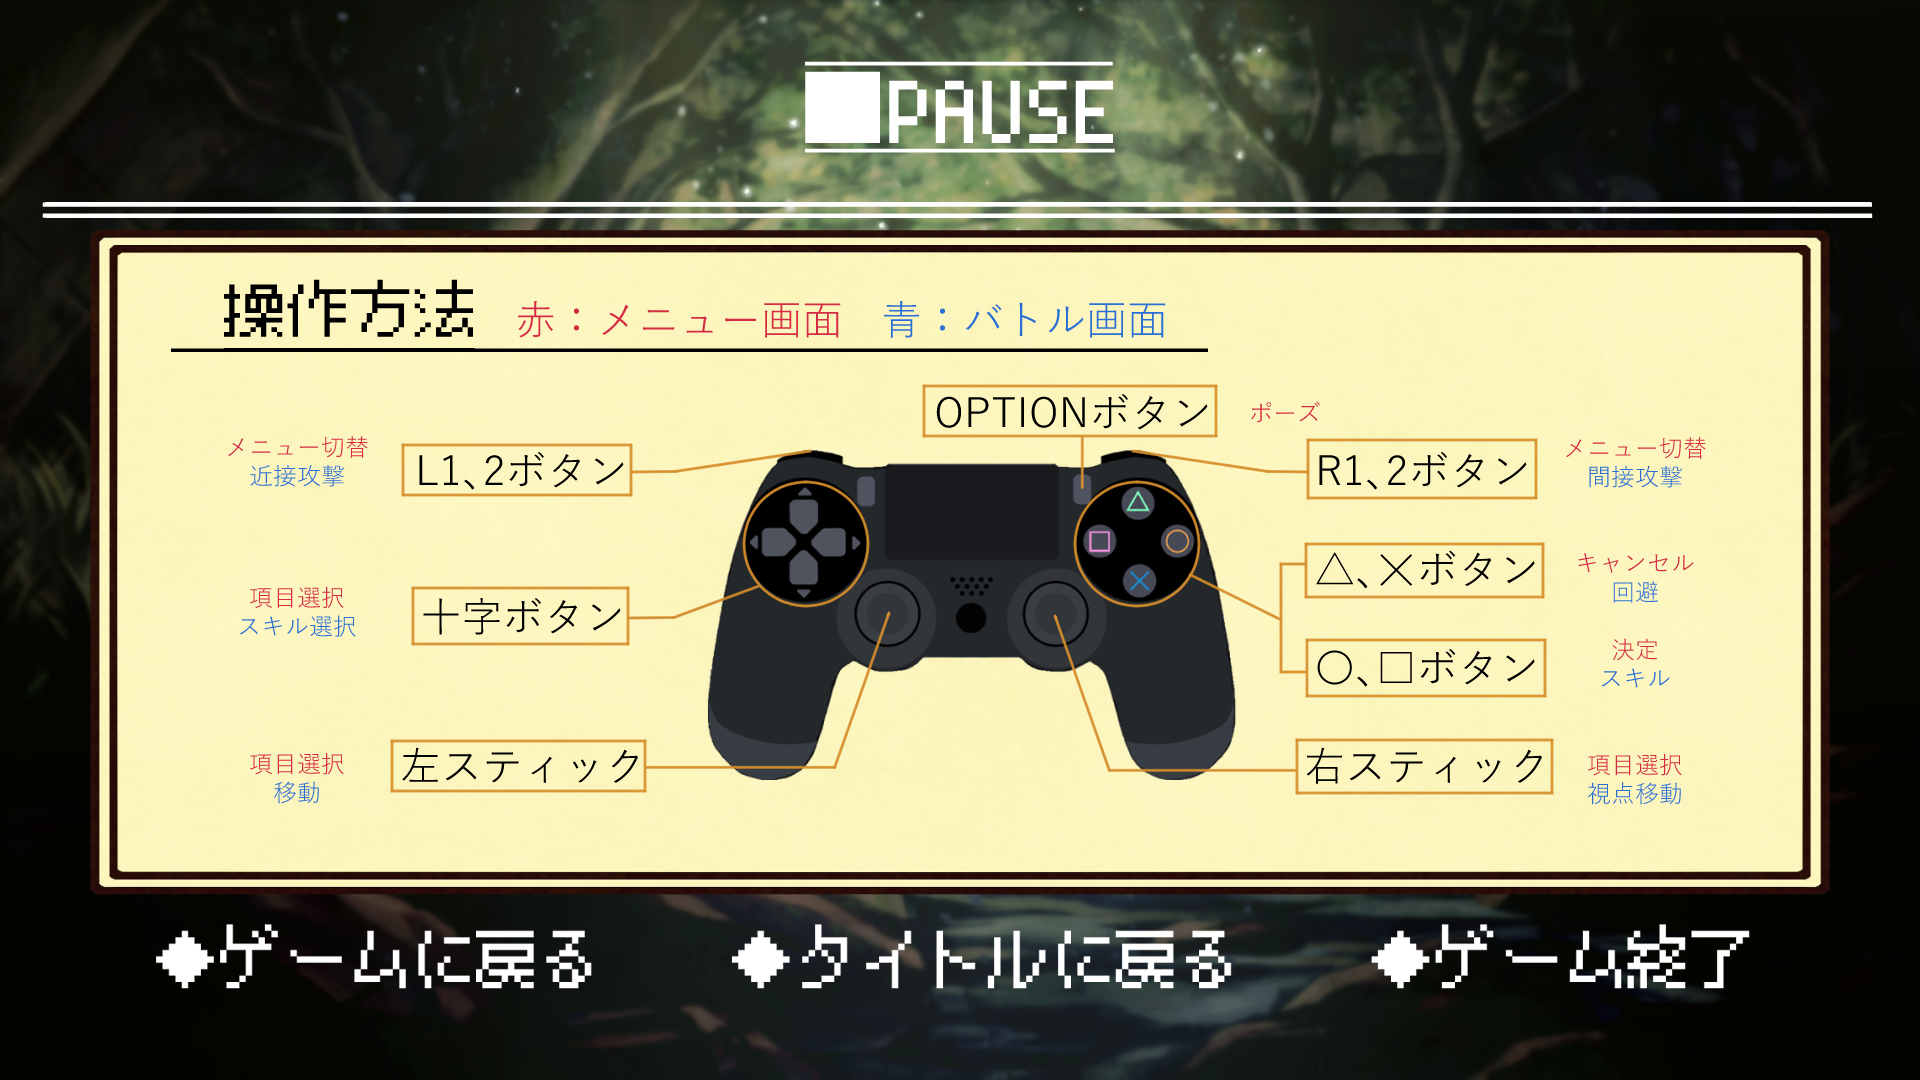 ■PAUSE
操作方法 赤：メニュー画面 青：バトル画面
OPTIONボタン ポーズ
メニュー切替
近接攻撃
L1、2ボタン
R1、2ボタン
メニュー切替
間接攻撃
項目選択
スキル選択
十字ボタン
△、×ボタン
キャンセル
回避
○、□ボタン
決定
スキル
項目選択
移動
左スティック
右スティック
項目選択
視点移動
◆ゲームに戻る ◆タイトルに戻る ◆ゲーム終了